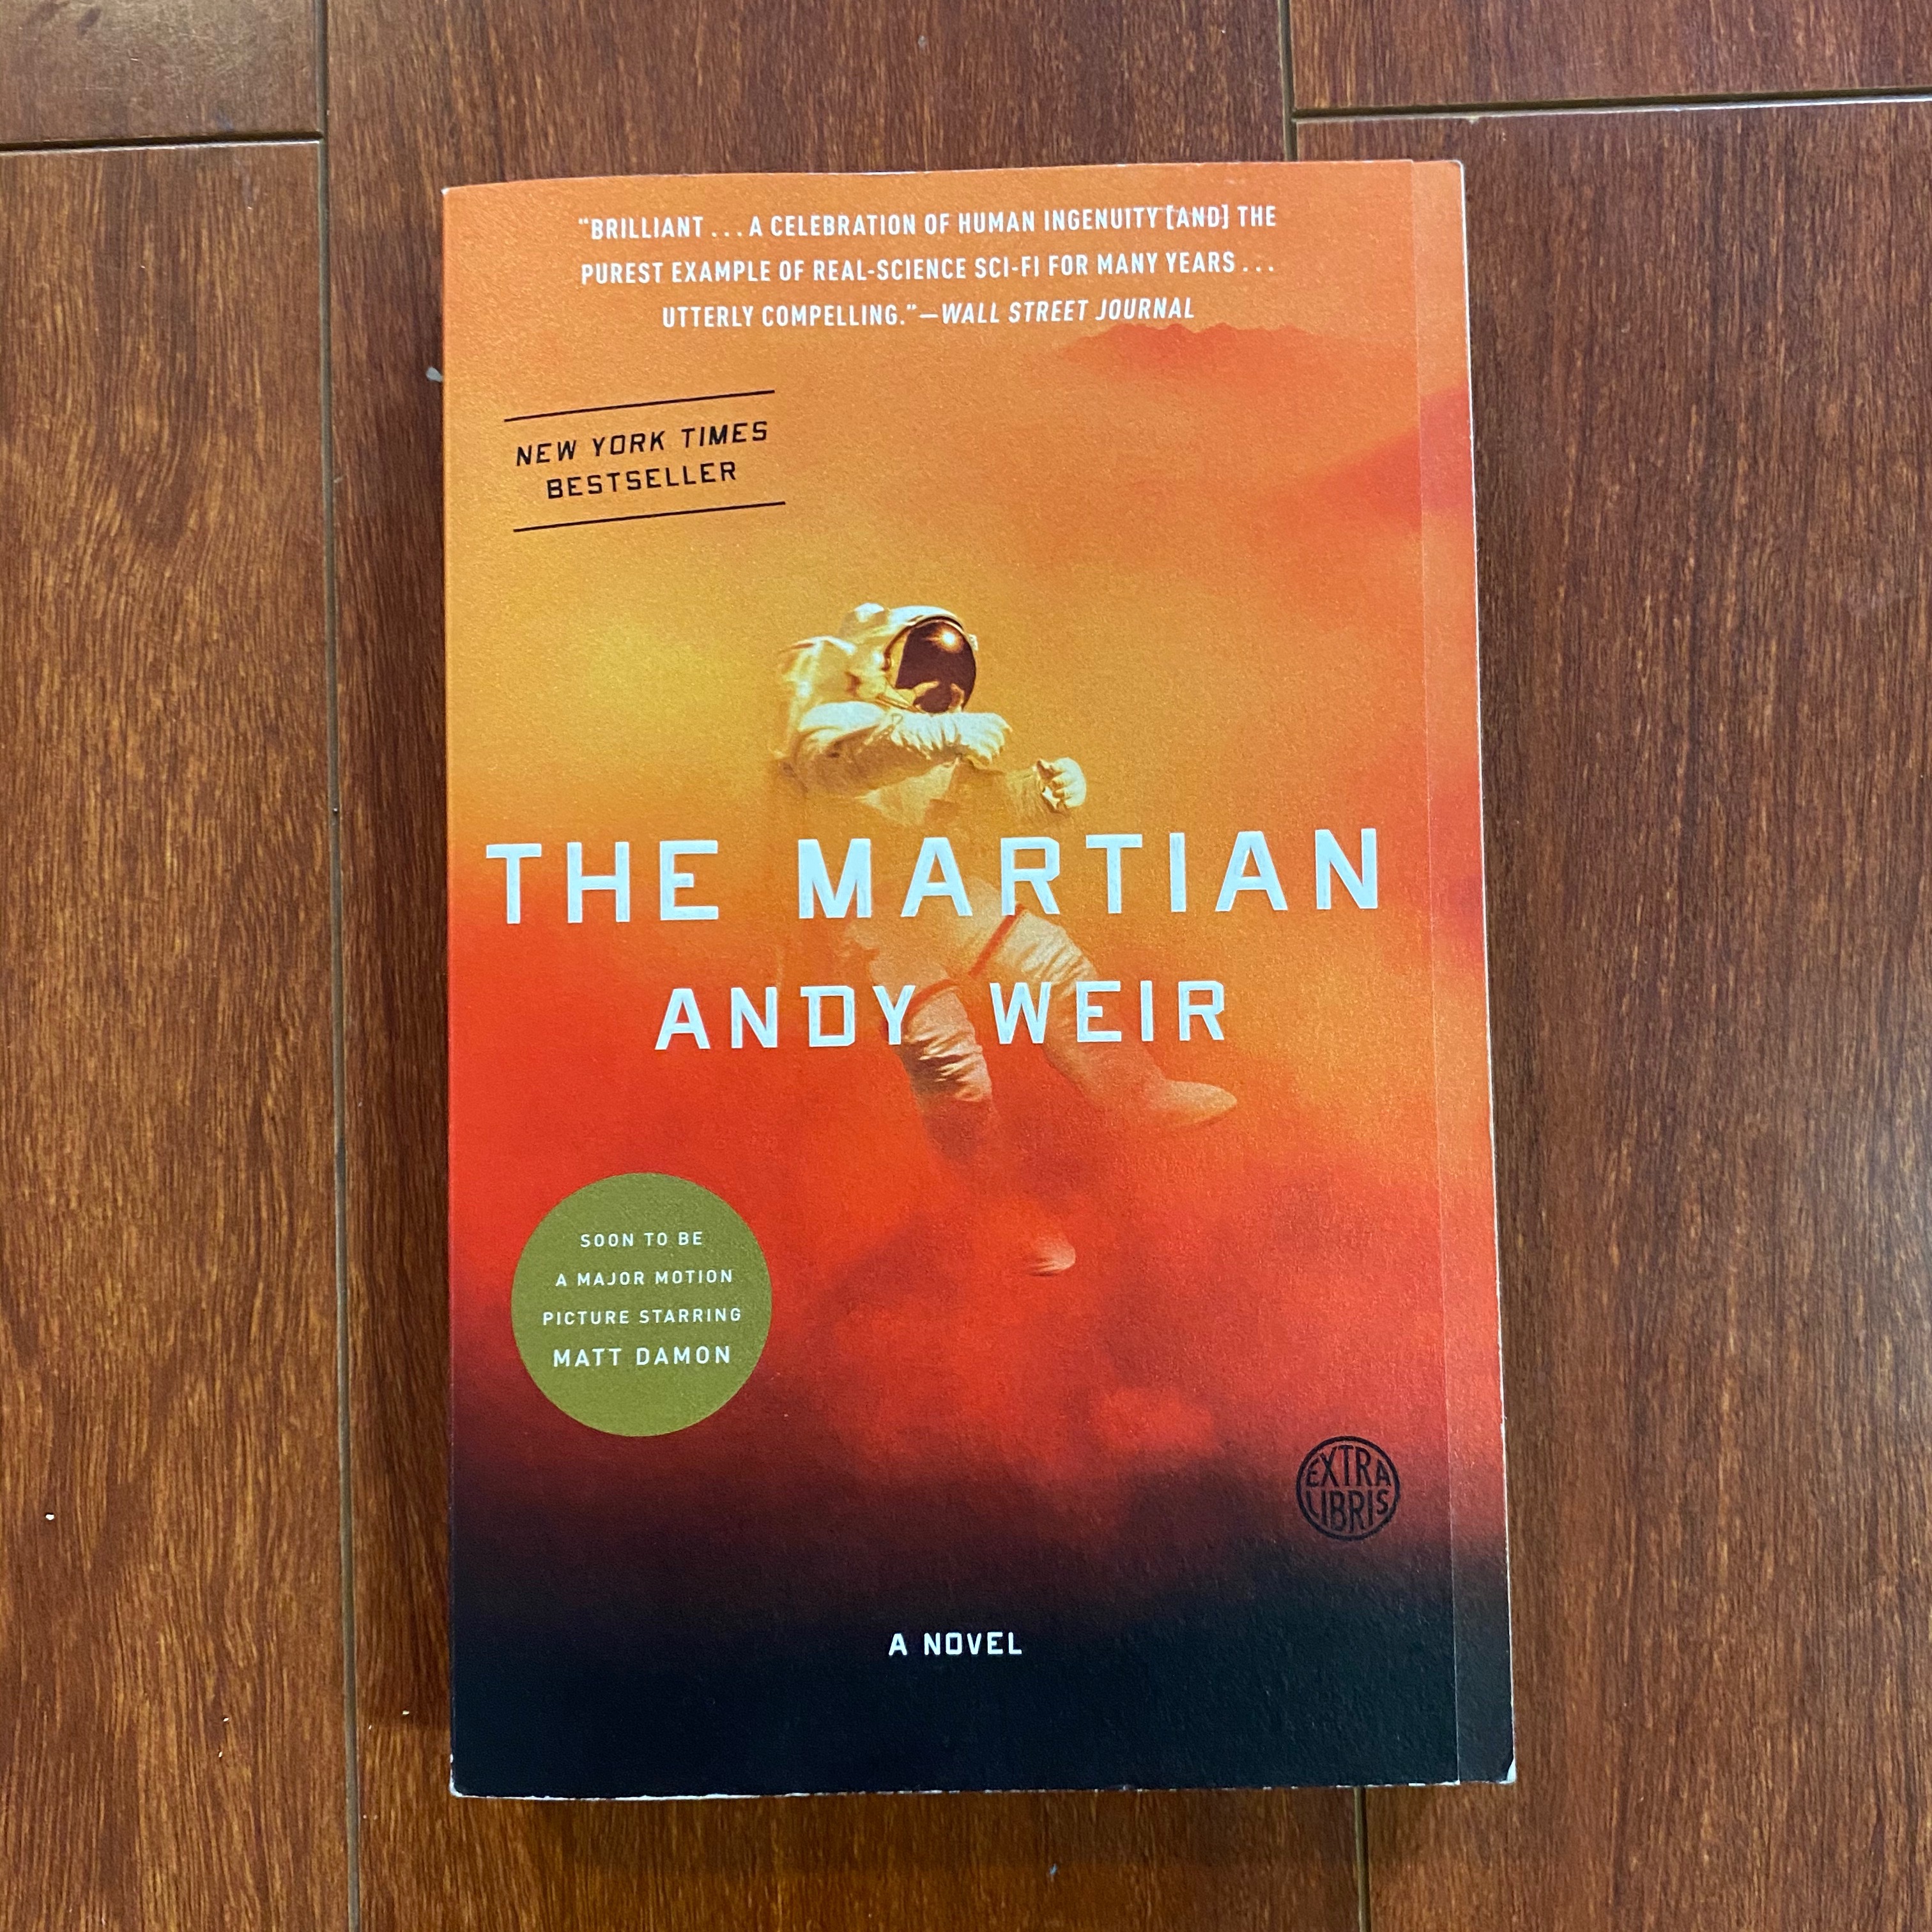 “BRILLIANT . . . A CELEBRATION OF HUMAN INGENUITY [AND] THE
PUREST EXAMPLE OF REAL-SCIENCE SCI-FI FOR MANY YEARS . . .
UTTERLY COMPELLING.”—WALL STREET JOURNAL
NEW YORK TIMES
BESTSELLER
THE MARTIAN
ANDY WEIR
SOON TO BE
A MAJOR MOTION
PICTURE STARRING
MATT DAMON
EXTRA
LIBRIS
A NOVEL